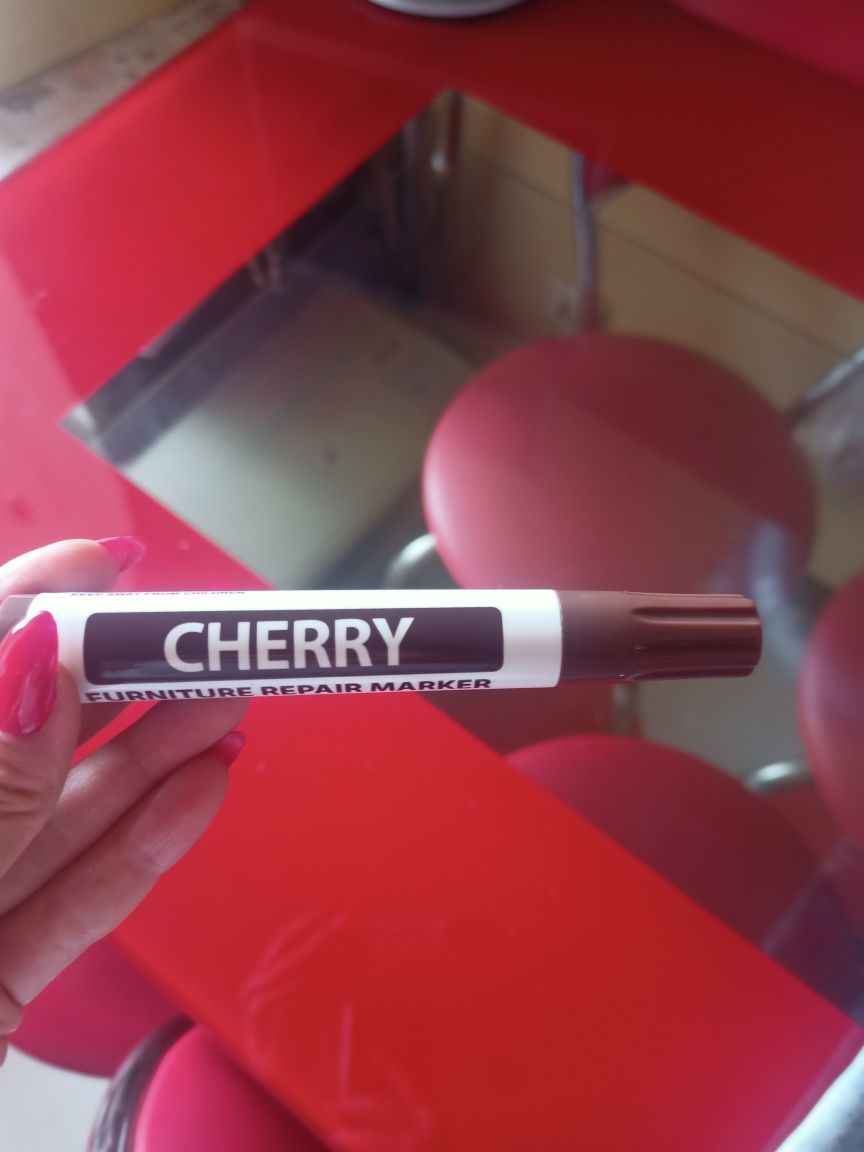 KEEP AWAY FROM CHILDREN.
CHERRY
FURNITURE REPAIR MARKER